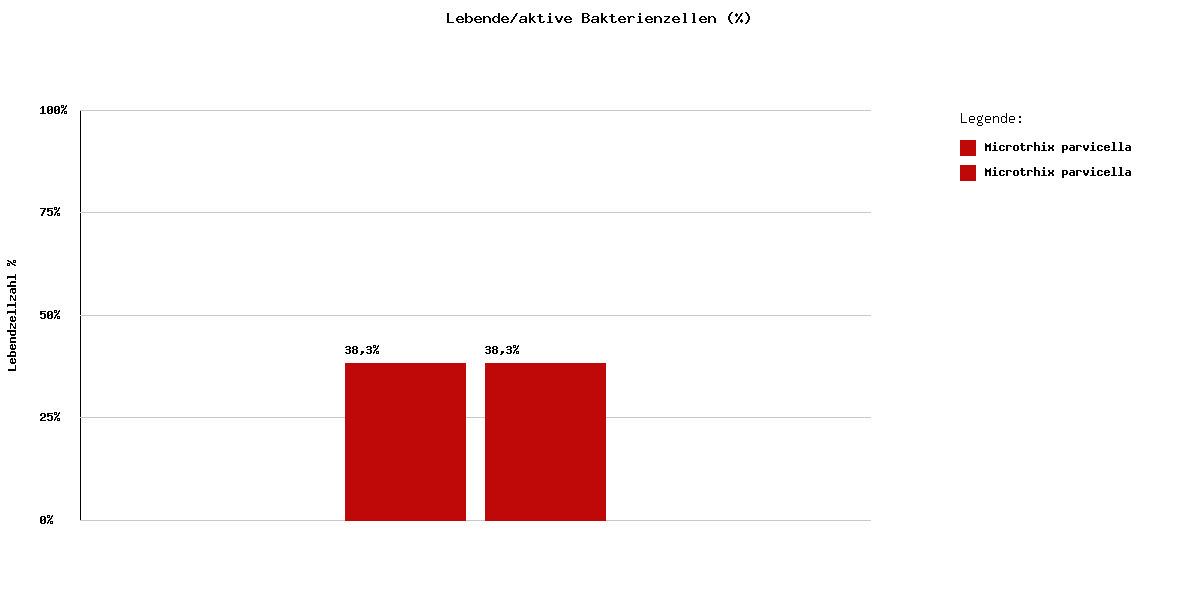 Lebende/aktive Bakterienzellen (%)
Legende:
Microtrhix parvicella
Microtrhix parvicella
Lebendzellzahl %
100%
75%
50%
25%
0%
38,3%
38,3%